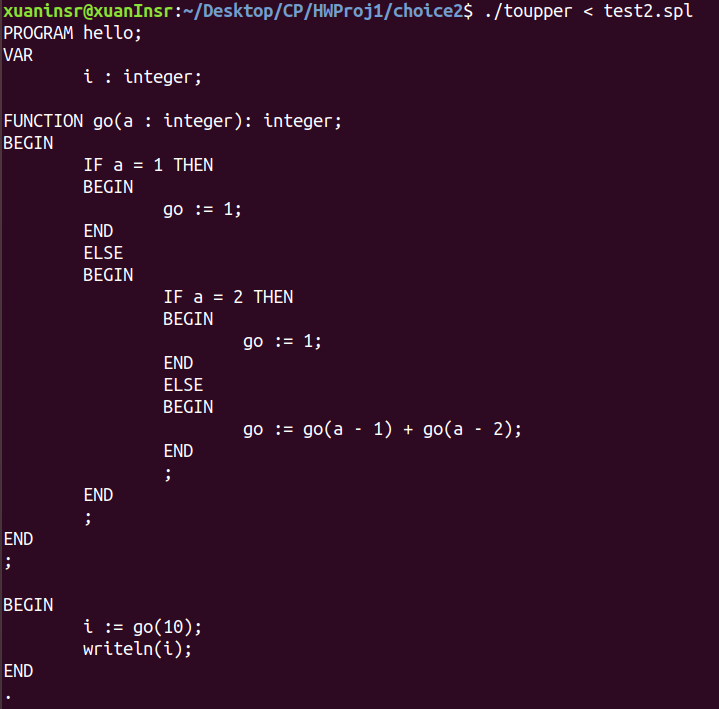 xuaninsr@xuanInsr:~/Desktop/CP/HWProj1/choice2$ ./toupper < test2.spl
PROGRAM hello;
VAR
        i : integer;

FUNCTION go(a : integer): integer;
BEGIN
        IF a = 1 THEN
        BEGIN
                go := 1;
        END
        ELSE
        BEGIN
                IF a = 2 THEN
                BEGIN
                        go := 1;
                END
                ELSE
                BEGIN
                        go := go(a - 1) + go(a - 2);
                END
                ;
        END
        ;
END
;

BEGIN
        i := go(10);
        writeln(i);
END
.